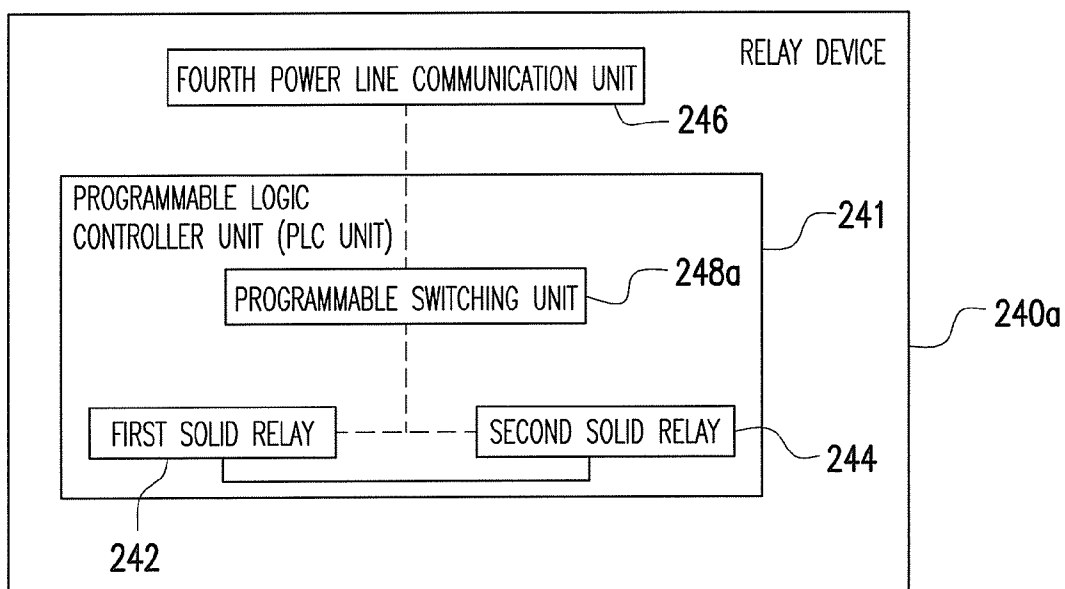 RELAY DEVICE
FOURTH POWER LINE COMMUNICATION UNIT
246
PROGRAMMABLE LOGIC
CONTROLLER UNIT (PLC UNIT)
241
248a
PROGRAMMABLE SWITCHING UNIT
240a
FIRST SOLID RELAY
SECOND SOLID RELAY
244
242